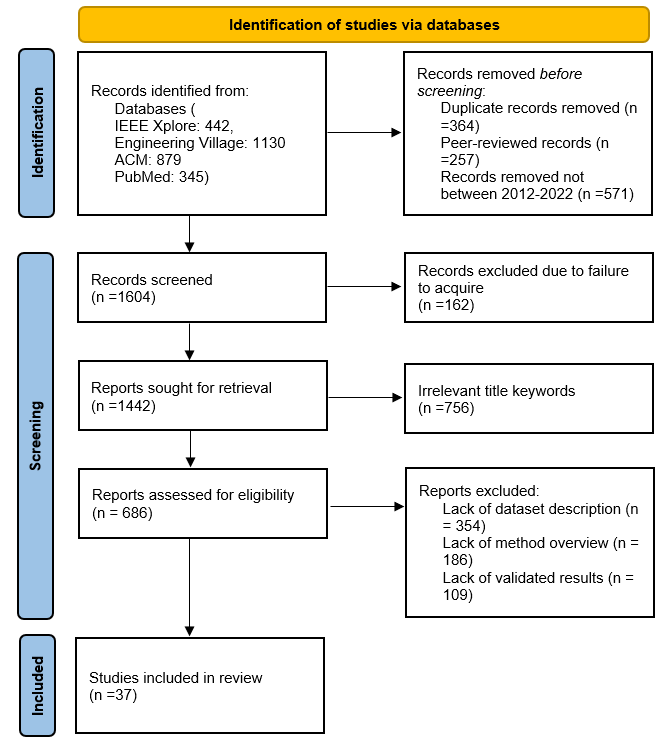 Identification of studies via databases
Identification
Records identified from:
Databases (
IEEE Xplore: 442,
Engineering Village: 1130
ACM: 879
PubMed: 345)
Records removed before
screening:
Duplicate records removed (n
=364)
Peer-reviewed records (n
=257)
Records removed not
between 2012-2022 (n =571)
Screening
Records screened
(n =1604)
Records excluded due to failure
to acquire
(n =162)
Reports sought for retrieval
(n =1442)
Irrelevant title keywords
(n =756)
Reports assessed for eligibility
(n = 686)
Reports excluded:
Lack of dataset description (n
= 354)
Lack of method overview (n =
186)
Lack of validated results (n =
109)
Included
Studies included in review
(n =37)